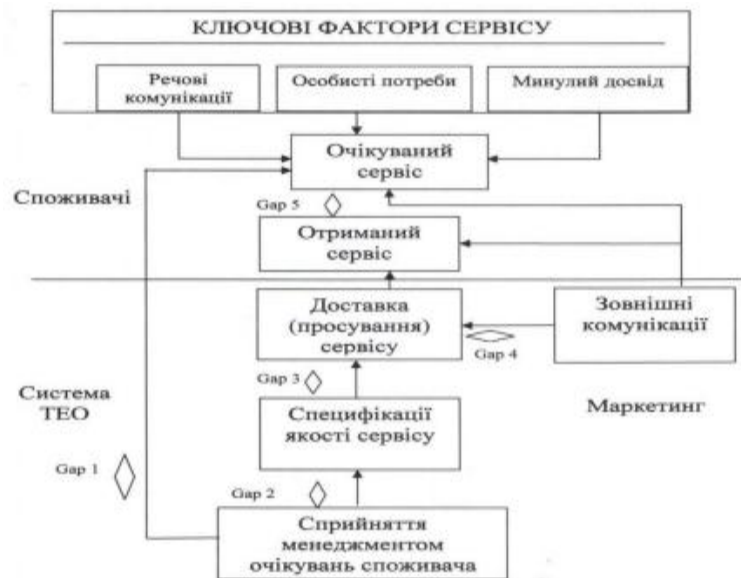 КЛЮЧОВІ ФАКТОРИ СЕРВІСУ
Речові
комунікації
Особисті потреби
Минулий досвід
Очікуваний
сервіс
Споживачі
Gap 5
Отриманий
сервіс
Доставка
(просування)
сервісу
Зовнішні
комунікації
Gap 4
Gap 3
Система
ТЕО
Специфікації
якості сервісу
Маркетинг
Gap 1
Gap 2
Сприйняття
менеджментом
очікувань споживача